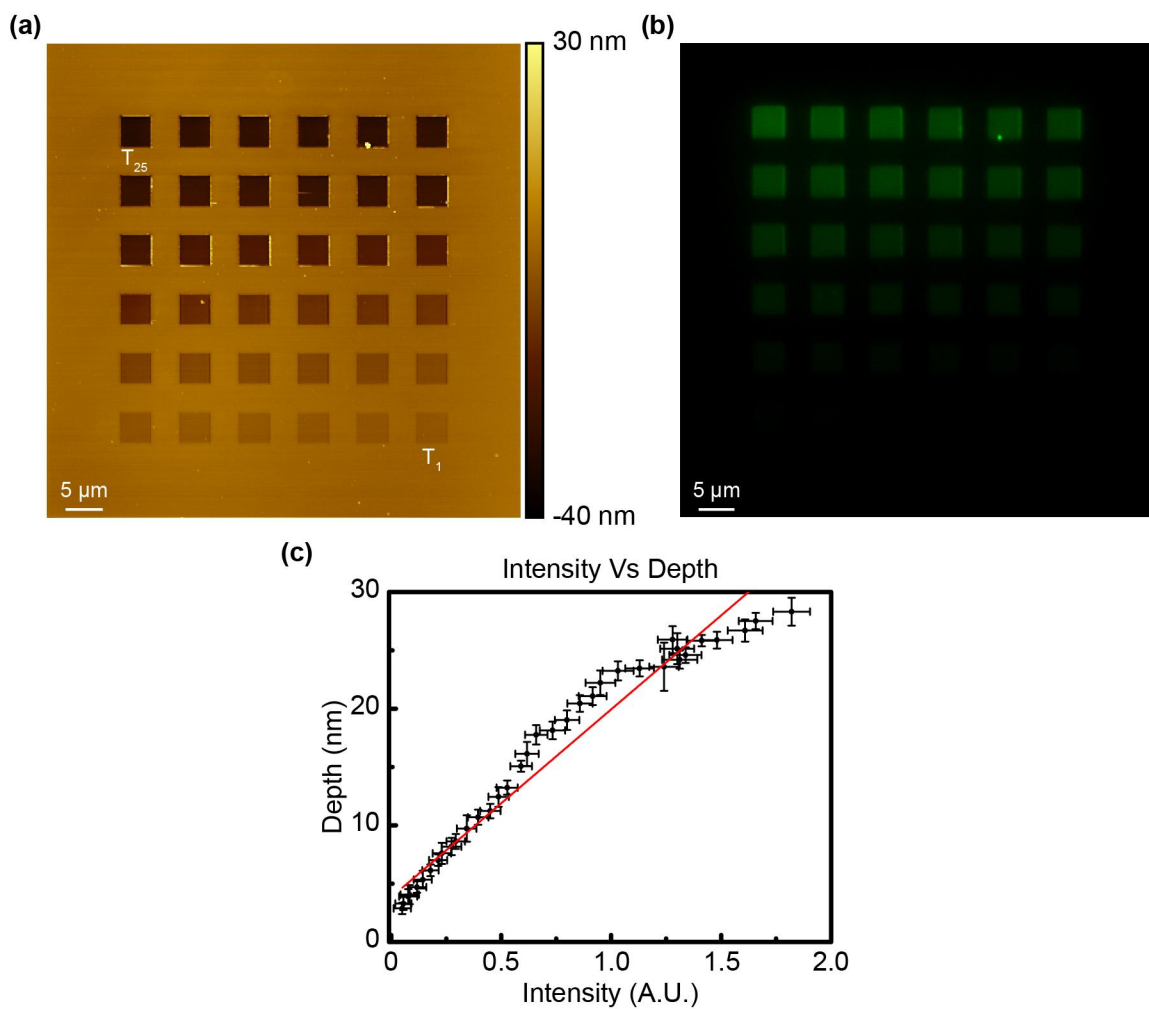 (a)
30 nm
T25
T1
5 µm
-40 nm
(b)
5 µm
(c)
Intensity Vs Depth
30
20
10
0
Depth (nm)
0 0.5 1.0 1.5 2.0
Intensity (A.U.)